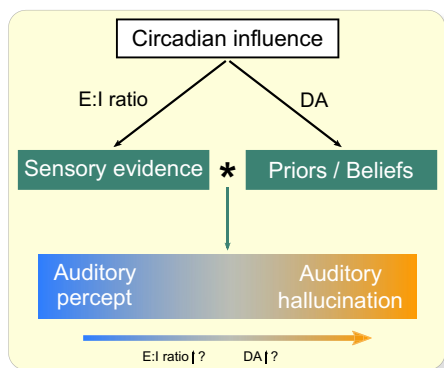 Circadian influence
E:I ratio DA
Sensory evidence * Priors / Beliefs
Auditory percept
Auditory hallucination
E:I ratio↑? DA↑?